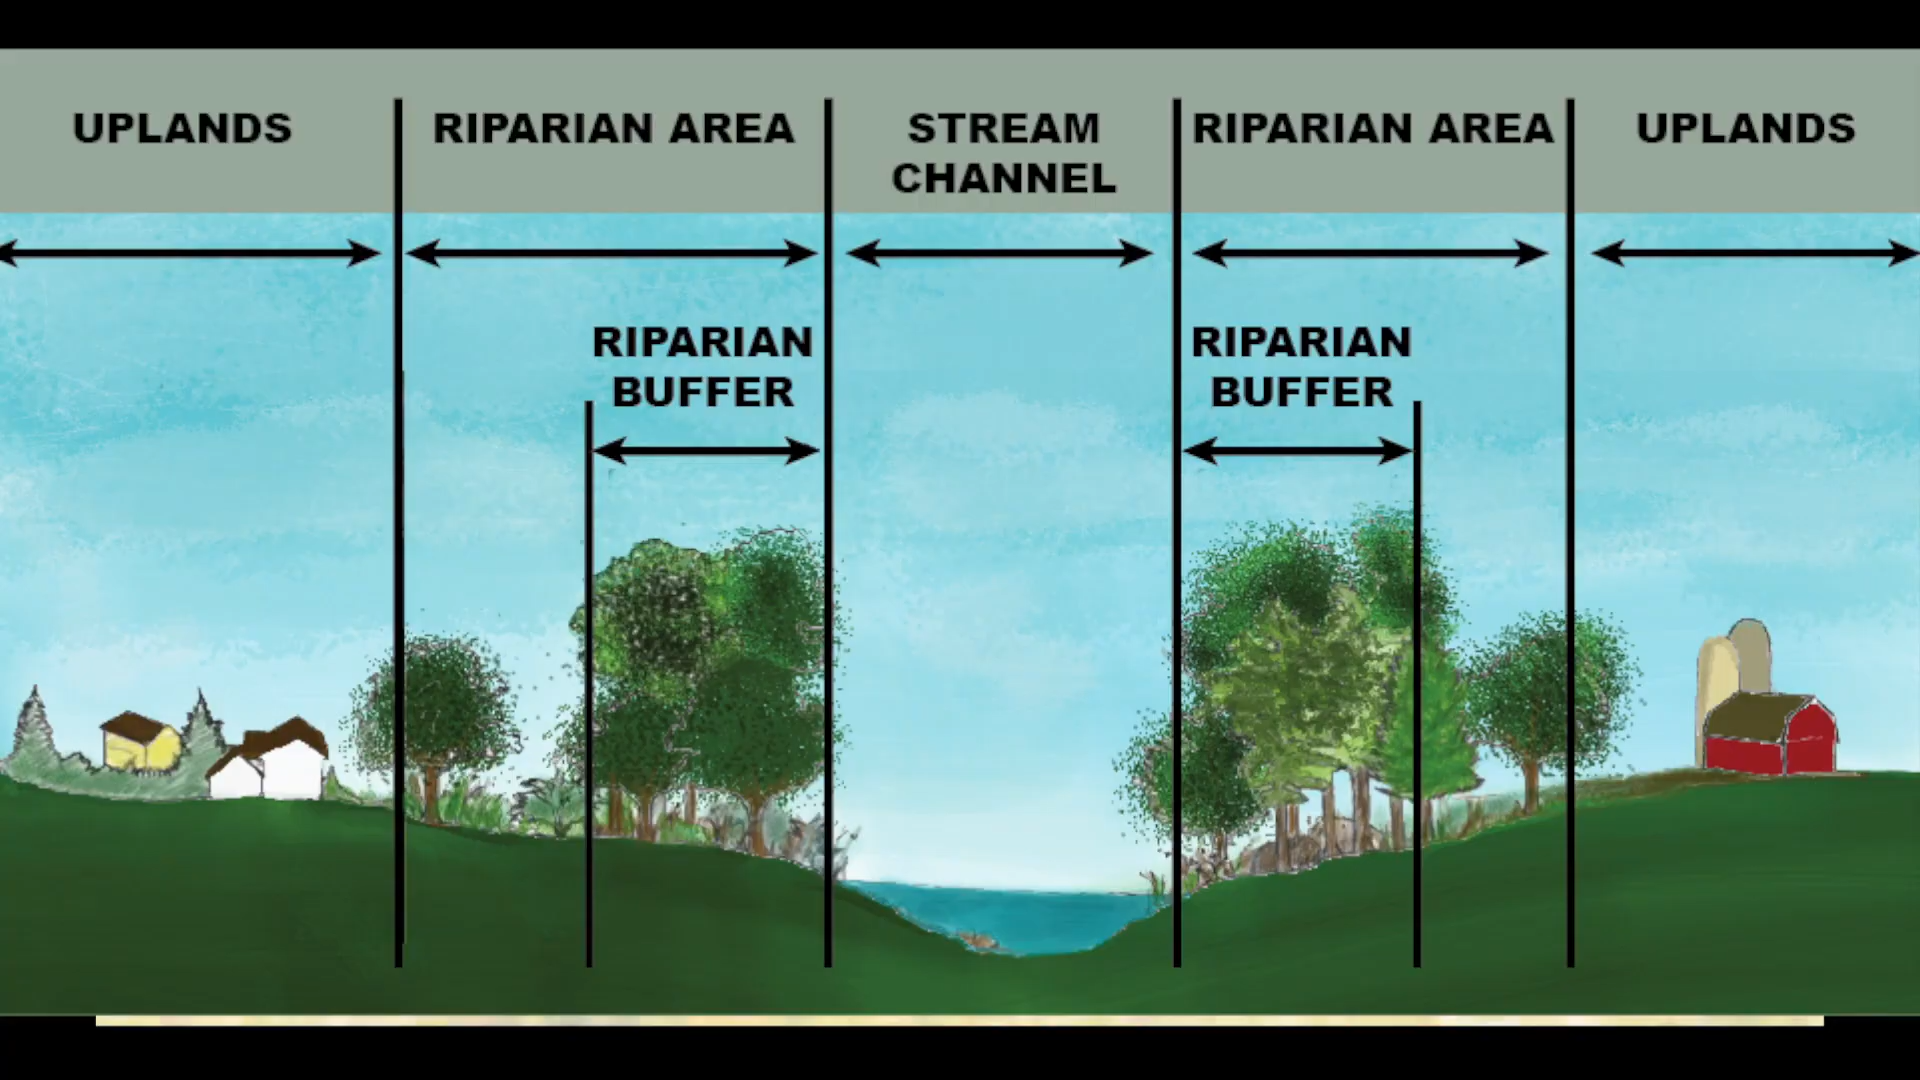 UPLANDS
RIPARIAN AREA
STREAM
CHANNEL
RIPARIAN AREA
UPLANDS
RIPARIAN
BUFFER
RIPARIAN
BUFFER